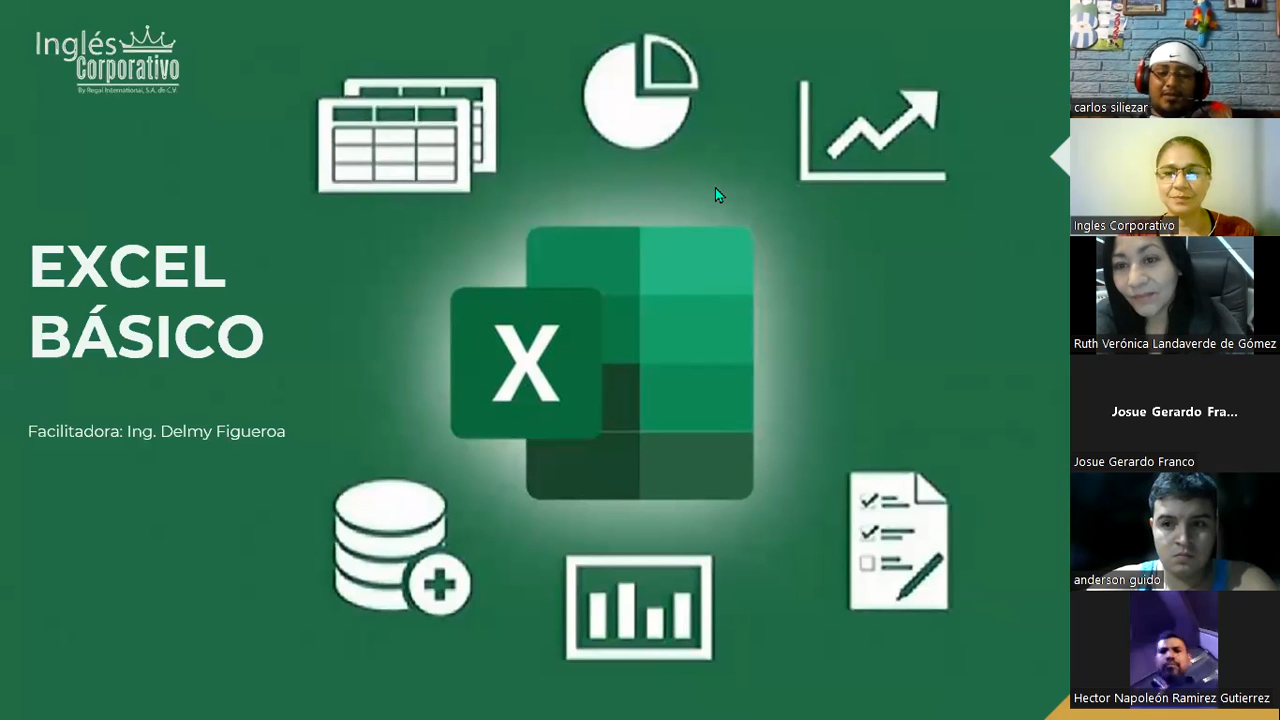 Inglés
Corporativo
By Regal International, S.A. de C.V.
EXCEL
BÁSICO
Facilitadora: Ing. Delmy Figueroa
X
carlos siliezar
Ingles Corporativo
Ruth Verónica Landaverde de Gómez
Josue Gerardo Fra...
Josue Gerardo Franco
anderson guido
Hector Napoleón Ramirez Gutierrez